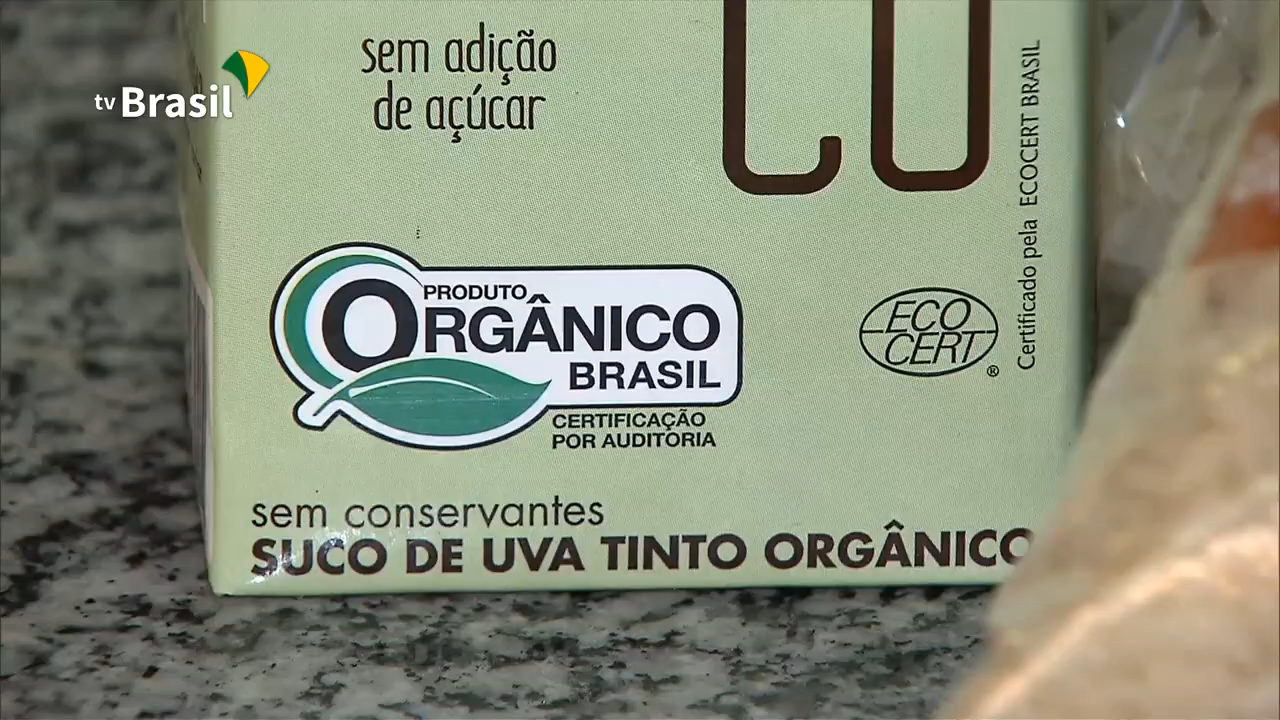 tv Brasil
sem adição
de açúcar
CO
Certificado pela ECOCERT BRASIL
PRODUTO
ORGÂNICO
BRASIL
CERTIFICAÇÃO
POR AUDITORIA
ECO
CERT
®
sem conservantes
SUCO DE UVA TINTO ORGÂNICO